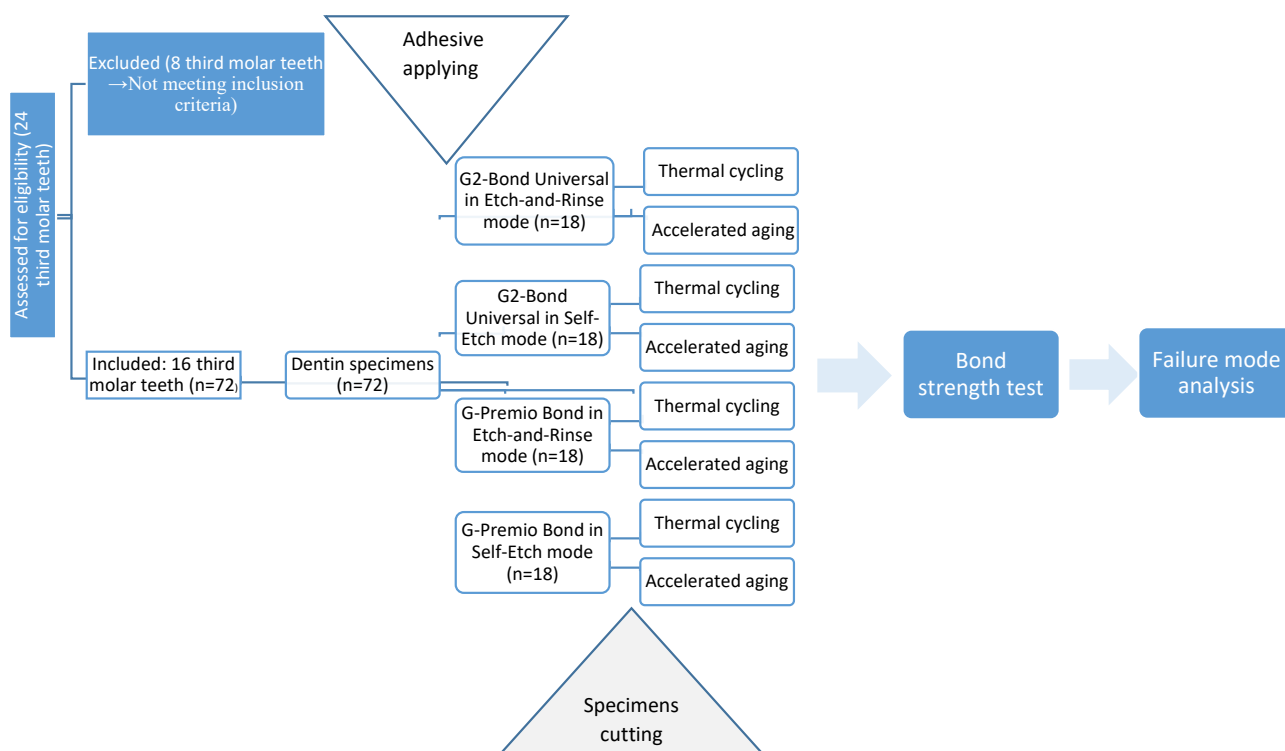 Assessed for eligibility (24
third molar teeth)
Excluded (8 third molar teeth
→Not meeting inclusion
criteria)
Included: 16 third
molar teeth (n=72)
Dentin specimens
(n=72)
Adhesive
applying
G2-Bond Universal
in Etch-and-Rinse
mode (n=18)
Thermal cycling
Accelerated aging
G2-Bond
Universal in Self-
Etch mode (n=18)
Thermal cycling
Accelerated aging
G-Premio Bond in
Etch-and-Rinse
mode (n=18)
Thermal cycling
Accelerated aging
G-Premio Bond in
Self-Etch mode
(n=18)
Thermal cycling
Accelerated aging
Specimens
cutting
Bond
strength test
Failure mode
analysis